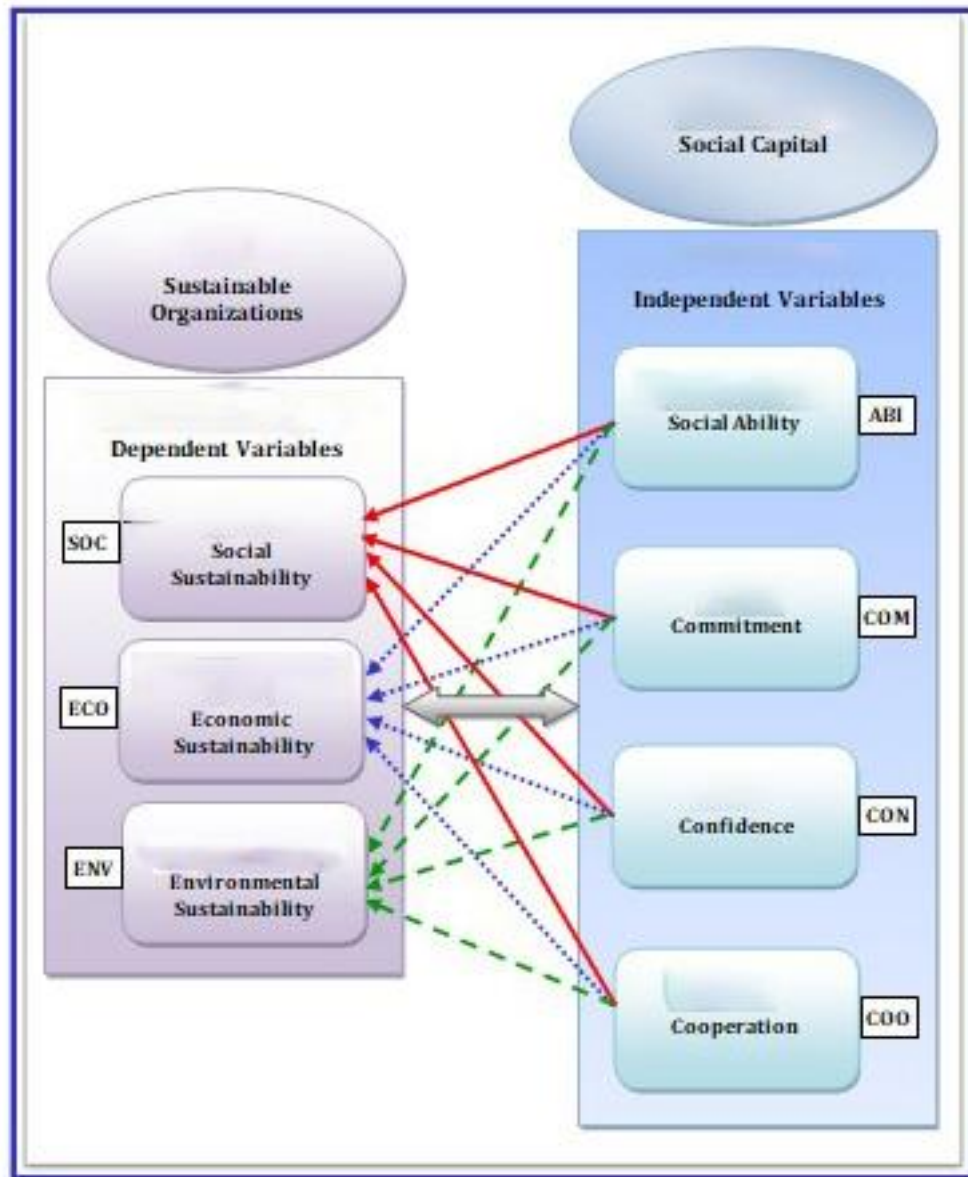 Social Capital
Sustainable
Organizations
Independent Variables
Social Ability
ABI
Dependent Variables
SOC
Social
Sustainability
Commitment
COM
ECO
Economic
Sustainability
Confidence
CON
ENV
Environmental
Sustainability
Cooperation
COO